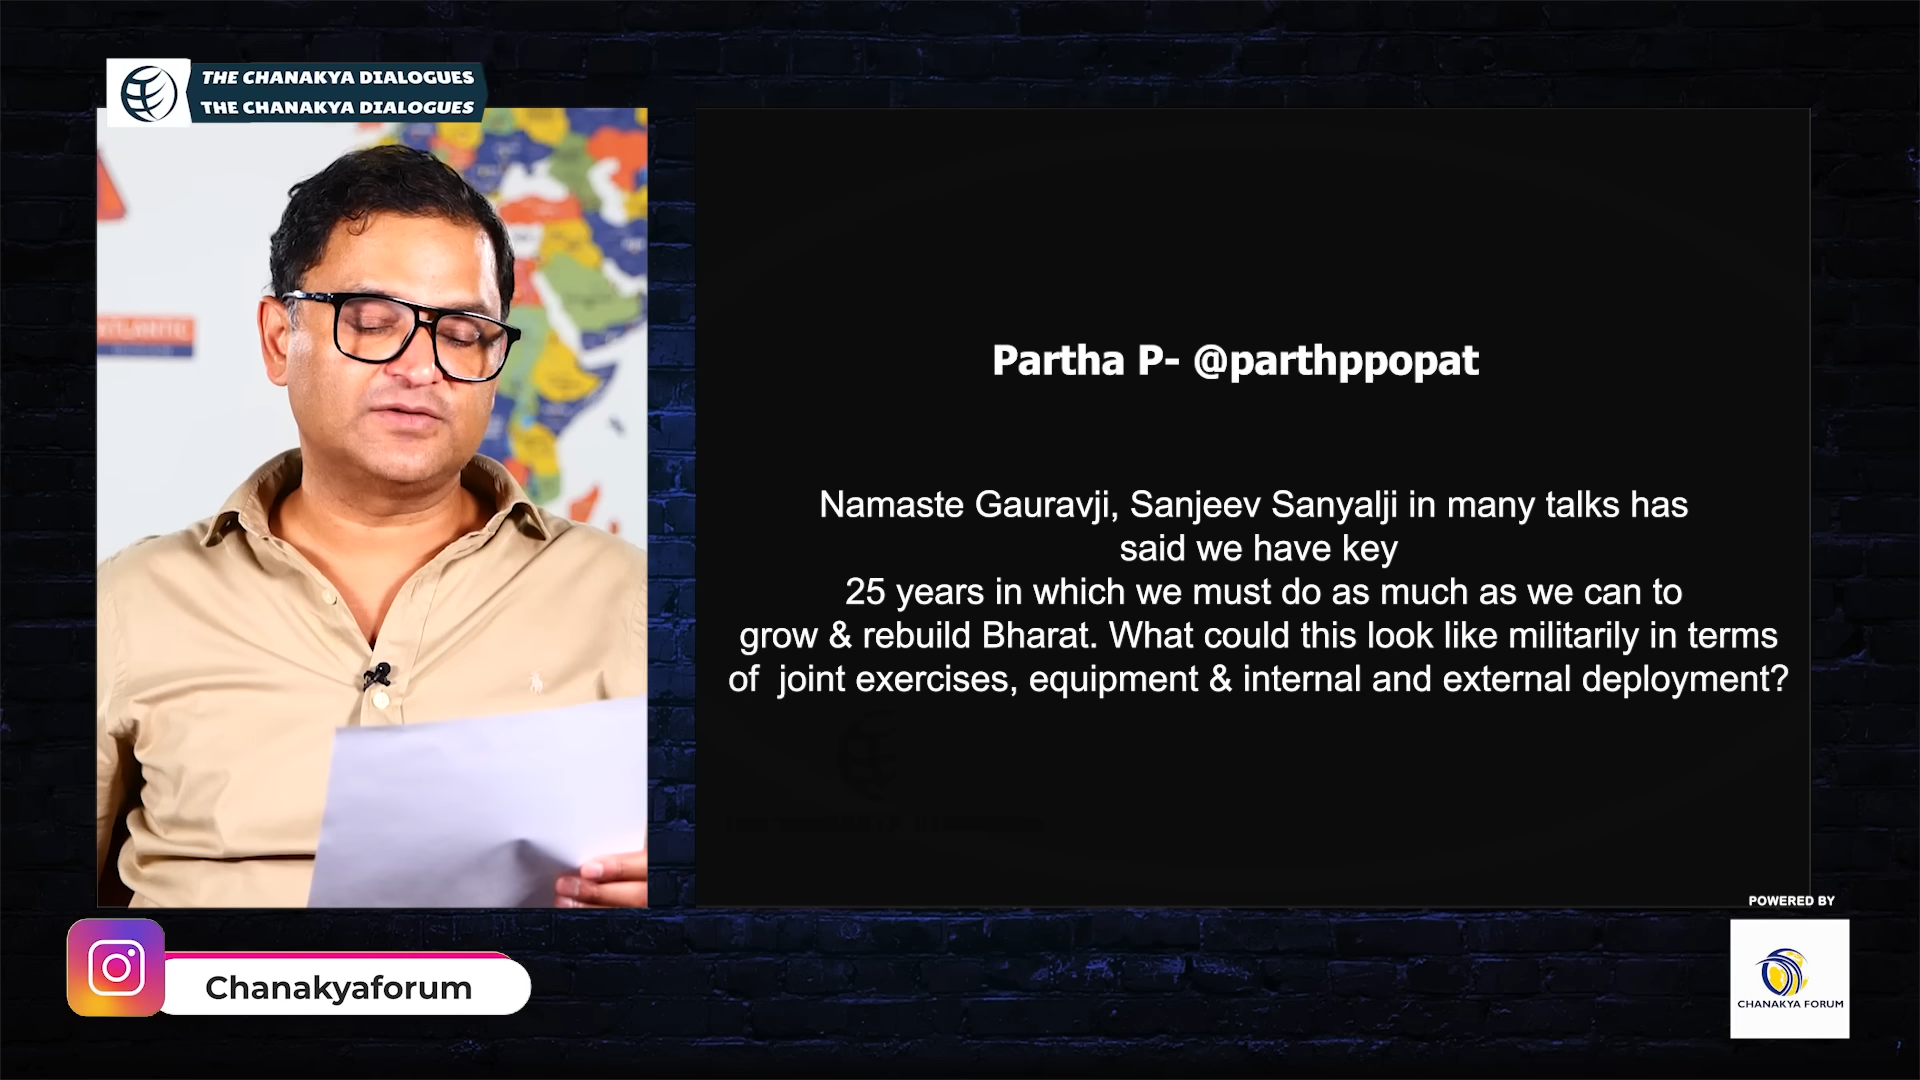 THE CHANAKYA DIALOGUES
THE CHANAKYA DIALOGUES
Partha P- @parthppopat
Namaste Gauravji, Sanjeev Sanyalji in many talks has
said we have key
25 years in which we must do as much as we can to
grow & rebuild Bharat. What could this look like militarily in terms
of joint exercises, equipment & internal and external deployment?
POWERED BY
CHANAKYA FORUM
Chanakyaforum